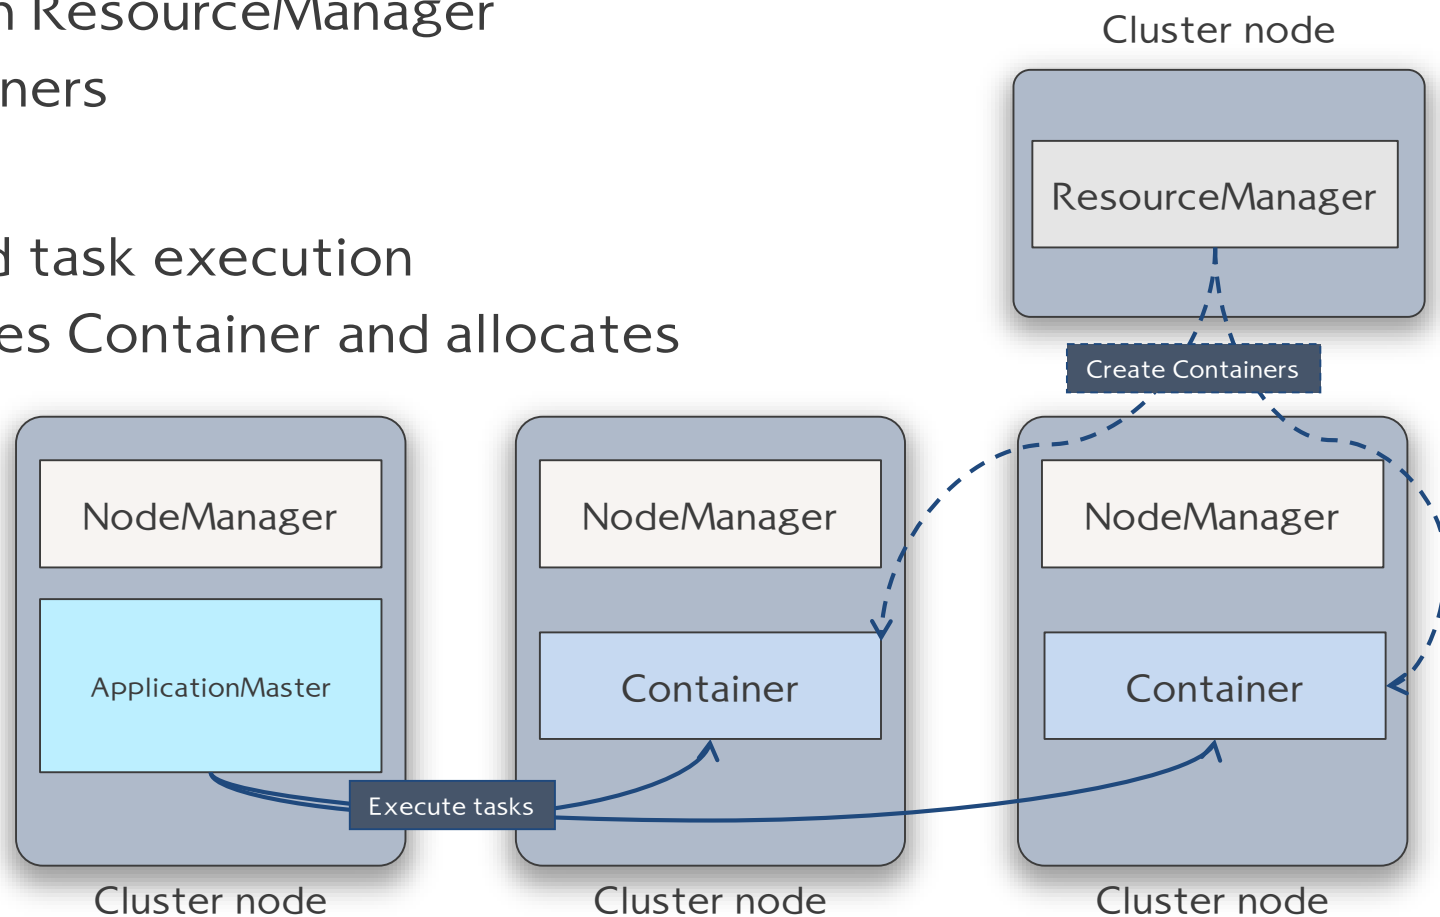 n ResourceManager
ners
d task execution
es Container and allocates
Cluster node
ResourceManager
Create Containers
NodeManager
NodeManager
NodeManager
ApplicationMaster
Container
Container
Execute tasks
Cluster node
Cluster node
Cluster node